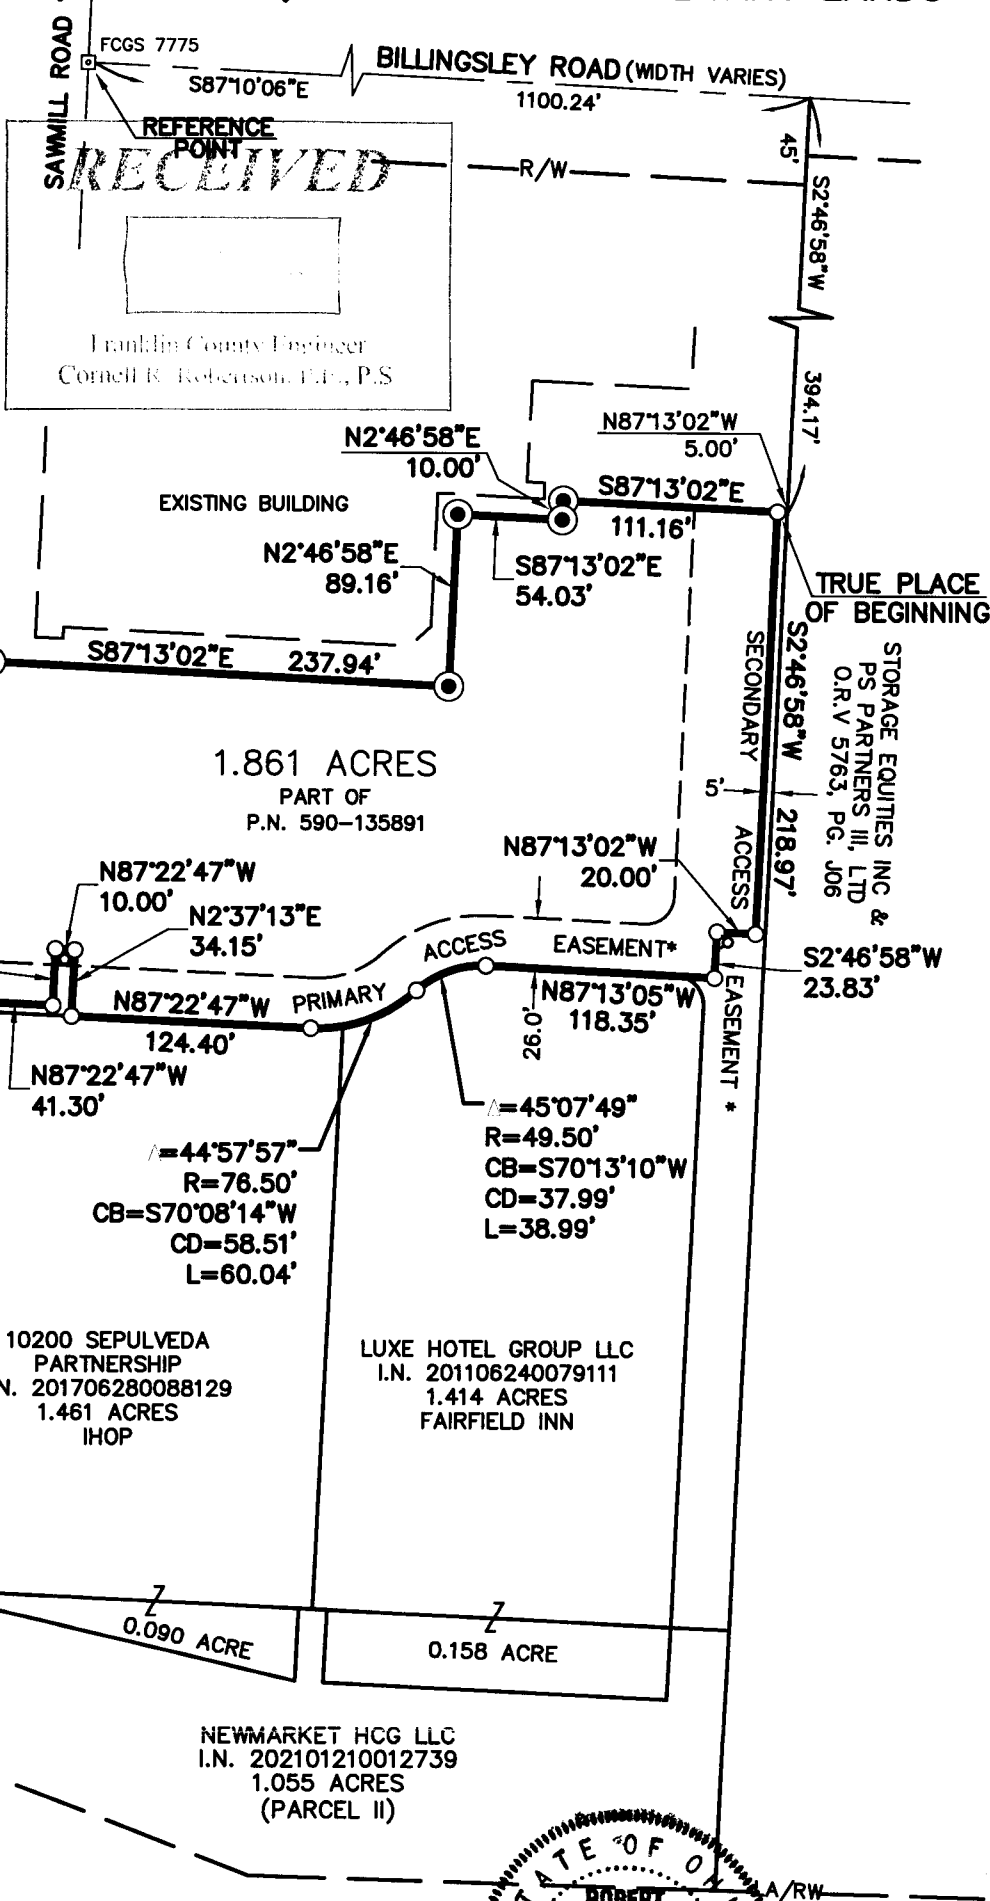 SAWMILL ROAD
FCGS 7775
S87°10'06"E
BILLINGSLEY ROAD (WIDTH VARIES)
1100.24'
REFERENCE
POINT
RECEIVED
Franklin County Engineer
Cornell R. Robertson, P.E., P.S
R/W
45'
S2°46'58"W
394.17'
N87°13'02"W
5.00'
N2°46'58"E
10.00'
S87°13'02"E
111.16'
EXISTING BUILDING
N2°46'58"E
89.16'
S87°13'02"E
54.03'
TRUE PLACE
OF BEGINNING
S87°13'02"E 237.94'
SECONDARY ACCESS EASEMENT *
S2°46'58"W 218.97'
STORAGE EQUITIES INC &
PS PARTNERS III, LTD
O.R.V 5763, PG. J06
1.861 ACRES
PART OF
P.N. 590-135891
5'
N87°13'02"W
20.00'
N87°22'47"W
10.00'
N2°37'13"E
34.15'
PRIMARY ACCESS EASEMENT*
S2°46'58"W
23.83'
N87°22'47"W
124.40'
N87°13'05"W
118.35'
26.0'
N87°22'47"W
41.30'
Δ=44°57'57"
R=76.50'
CB=S70°08'14"W
CD=58.51'
L=60.04'
Δ=45°07'49"
R=49.50'
CB=S70°13'10"W
CD=37.99'
L=38.99'
10200 SEPULVEDA
PARTNERSHIP
N. 201706280088129
1.461 ACRES
IHOP
LUXE HOTEL GROUP LLC
I.N. 201106240079111
1.414 ACRES
FAIRFIELD INN
Z
0.090 ACRE
Z
0.158 ACRE
NEWMARKET HCG LLC
I.N. 202101210012739
1.055 ACRES
(PARCEL II)
TATE OF O
ROBERT
LA/RW